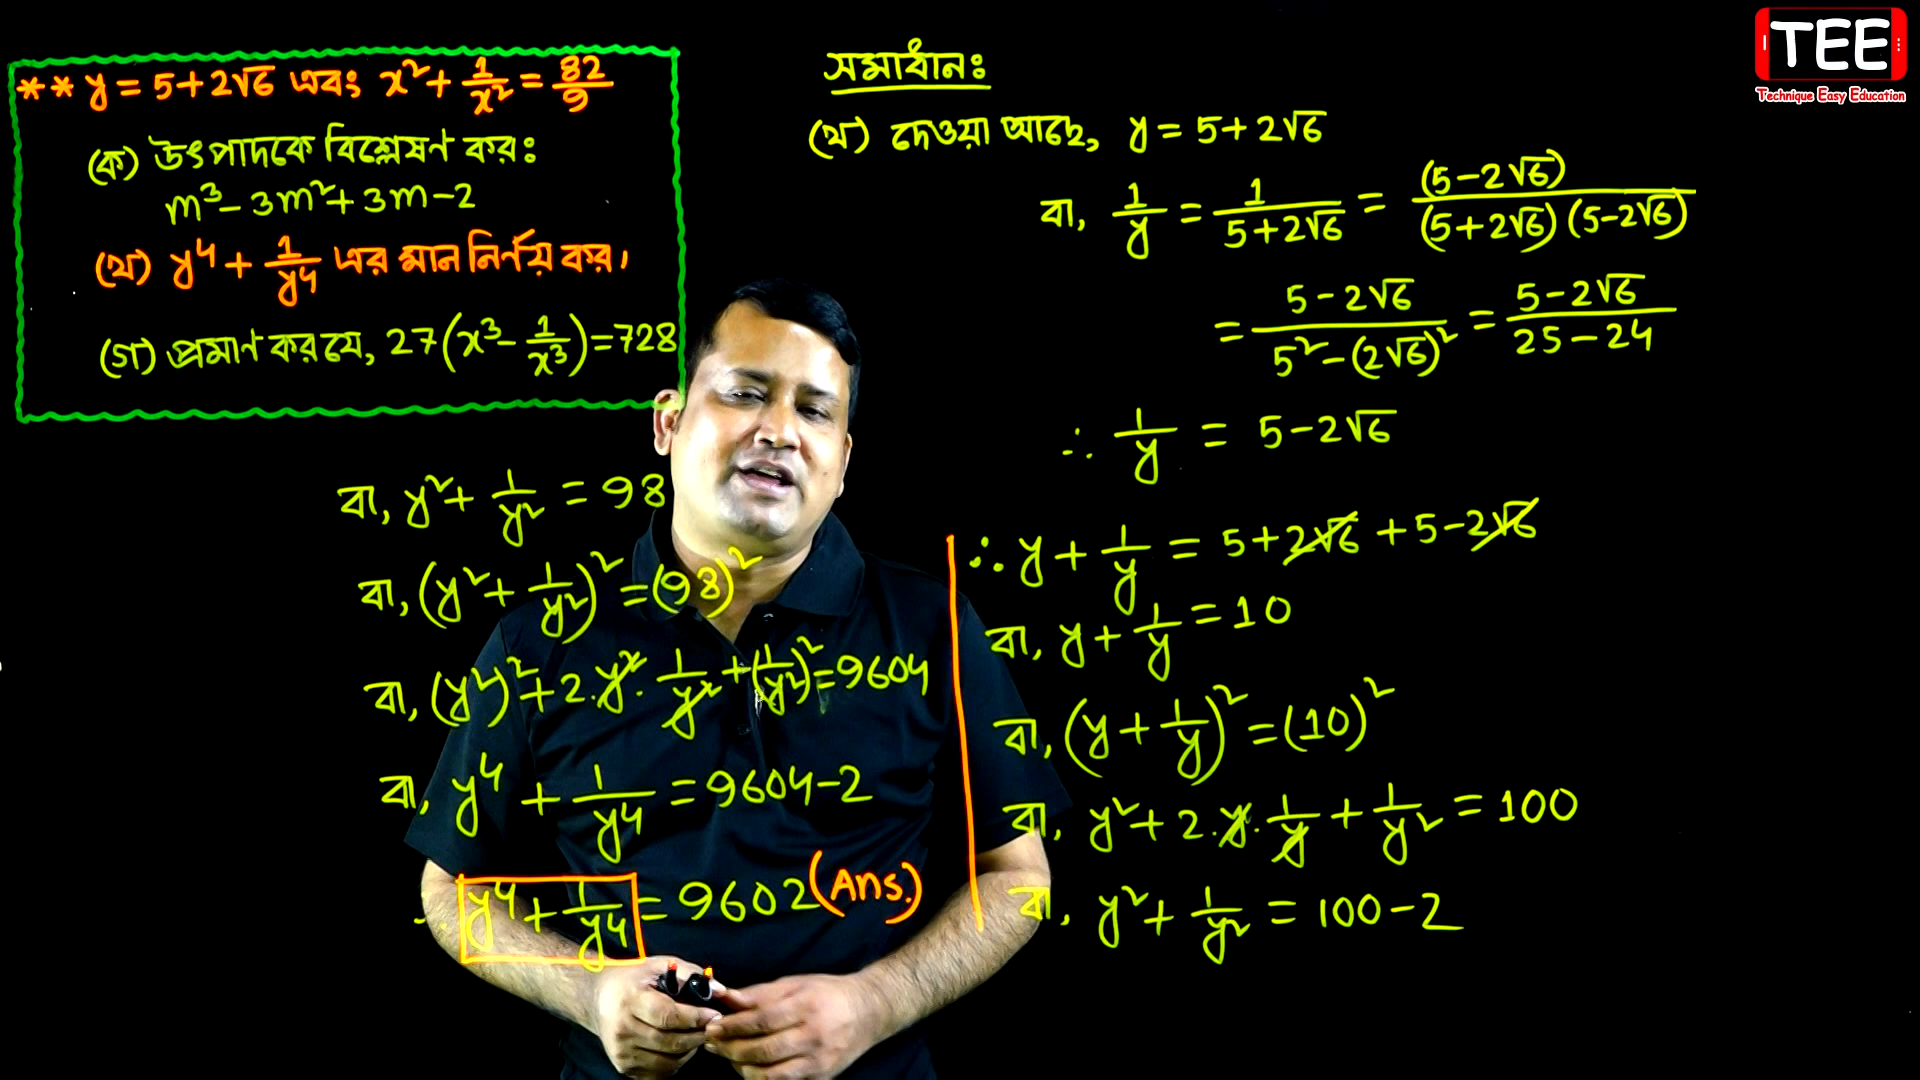 ** y = 5+2√6 এবং x² + 1/x² = 82/9
(ক) উৎপাদকে বিশ্লেষণ করঃ
m³ - 3m² + 3m - 2
(খ) y⁴ + 1/y⁴ এর মান নির্ণয় কর।
(গ) প্রমাণ কর যে, 27(x³ - 1/x³) = 728
সমাধানঃ
(খ) দেওয়া আছে, y = 5+2√6
বা, 1/y = 1/(5+2√6) = (5-2√6)/((5+2√6)(5-2√6))
= (5-2√6)/(5²-(2√6)²) = (5-2√6)/(25-24)
∴ 1/y = 5-2√6
∴ y + 1/y = 5+2√6 + 5-2√6
বা, y + 1/y = 10
বা, (y + 1/y)² = (10)²
বা, y² + 2.y.1/y + 1/y² = 100
বা, y² + 1/y² = 100-2
বা, y² + 1/y² = 98
বা, (y² + 1/y²)² = (98)²
বা, (y²)² + 2.y².1/y² + (1/y²)² = 9604
বা, y⁴ + 1/y⁴ = 9604-2
∴ y⁴ + 1/y⁴ = 9602 (Ans.)
TEE
Technique Easy Education